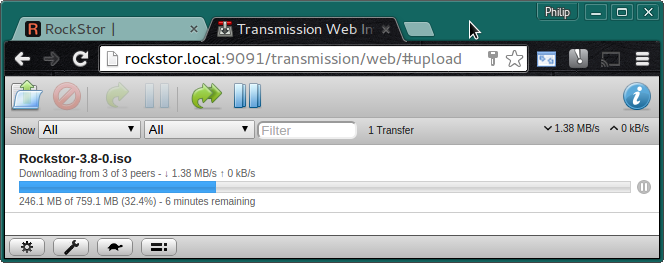 Philip
RockStor |
Transmission Web In
rockstor.local:9091/transmission/web/#upload
Show All All Filter 1 Transfer 1.38 MB/s 0 kB/s
Rockstor-3.8-0.iso
Downloading from 3 of 3 peers - ↓ 1.38 MB/s ↑ 0 kB/s
246.1 MB of 759.1 MB (32.4%) - 6 minutes remaining